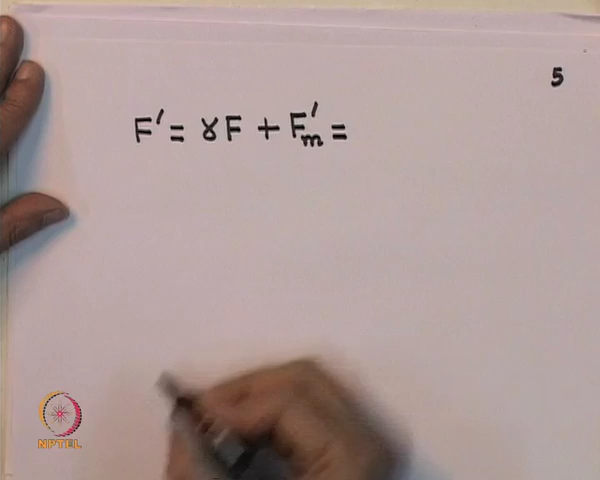 5
F' = γF + F'ₘ =
NPTEL